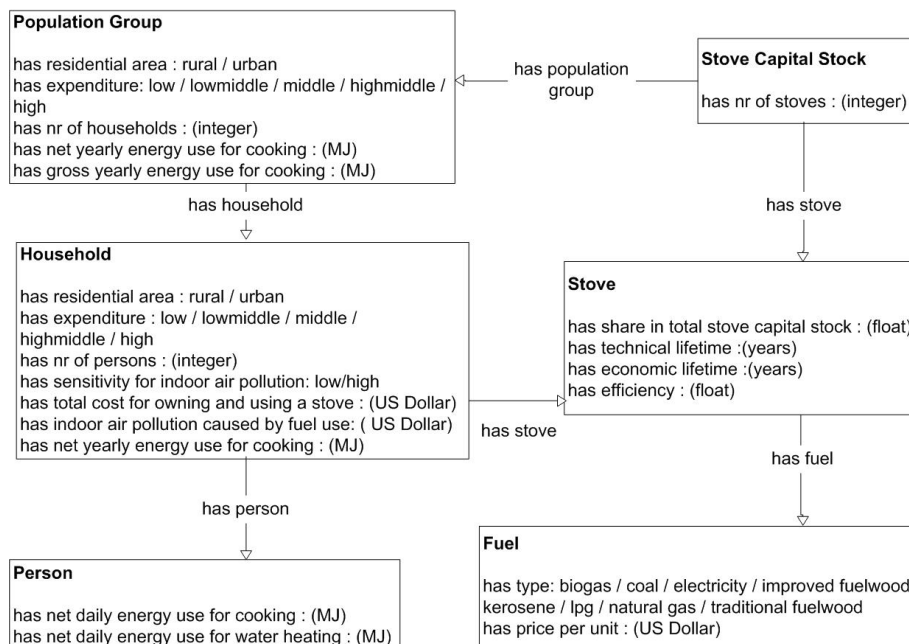 Population Group
has residential area : rural / urban
has expenditure: low / lowmiddle / middle / highmiddle /
high
has nr of households : (integer)
has net yearly energy use for cooking : (MJ)
has gross yearly energy use for cooking : (MJ)
has population
group
Stove Capital Stock
has nr of stoves : (integer)
has household
has stove
Household
has residential area : rural / urban
has expenditure : low / lowmiddle / middle /
highmiddle / high
has nr of persons : (integer)
has sensitivity for indoor air pollution: low/high
has total cost for owning and using a stove : (US Dollar)
has indoor air pollution caused by fuel use: ( US Dollar)
has net yearly energy use for cooking : (MJ)
has stove
Stove
has share in total stove capital stock : (float)
has technical lifetime :(years)
has economic lifetime :(years)
has efficiency : (float)
has person
has fuel
Person
has net daily energy use for cooking : (MJ)
has net daily energy use for water heating : (MJ)
Fuel
has type: biogas / coal / electricity / improved fuelwood
kerosene / lpg / natural gas / traditional fuelwood
has price per unit : (US Dollar)